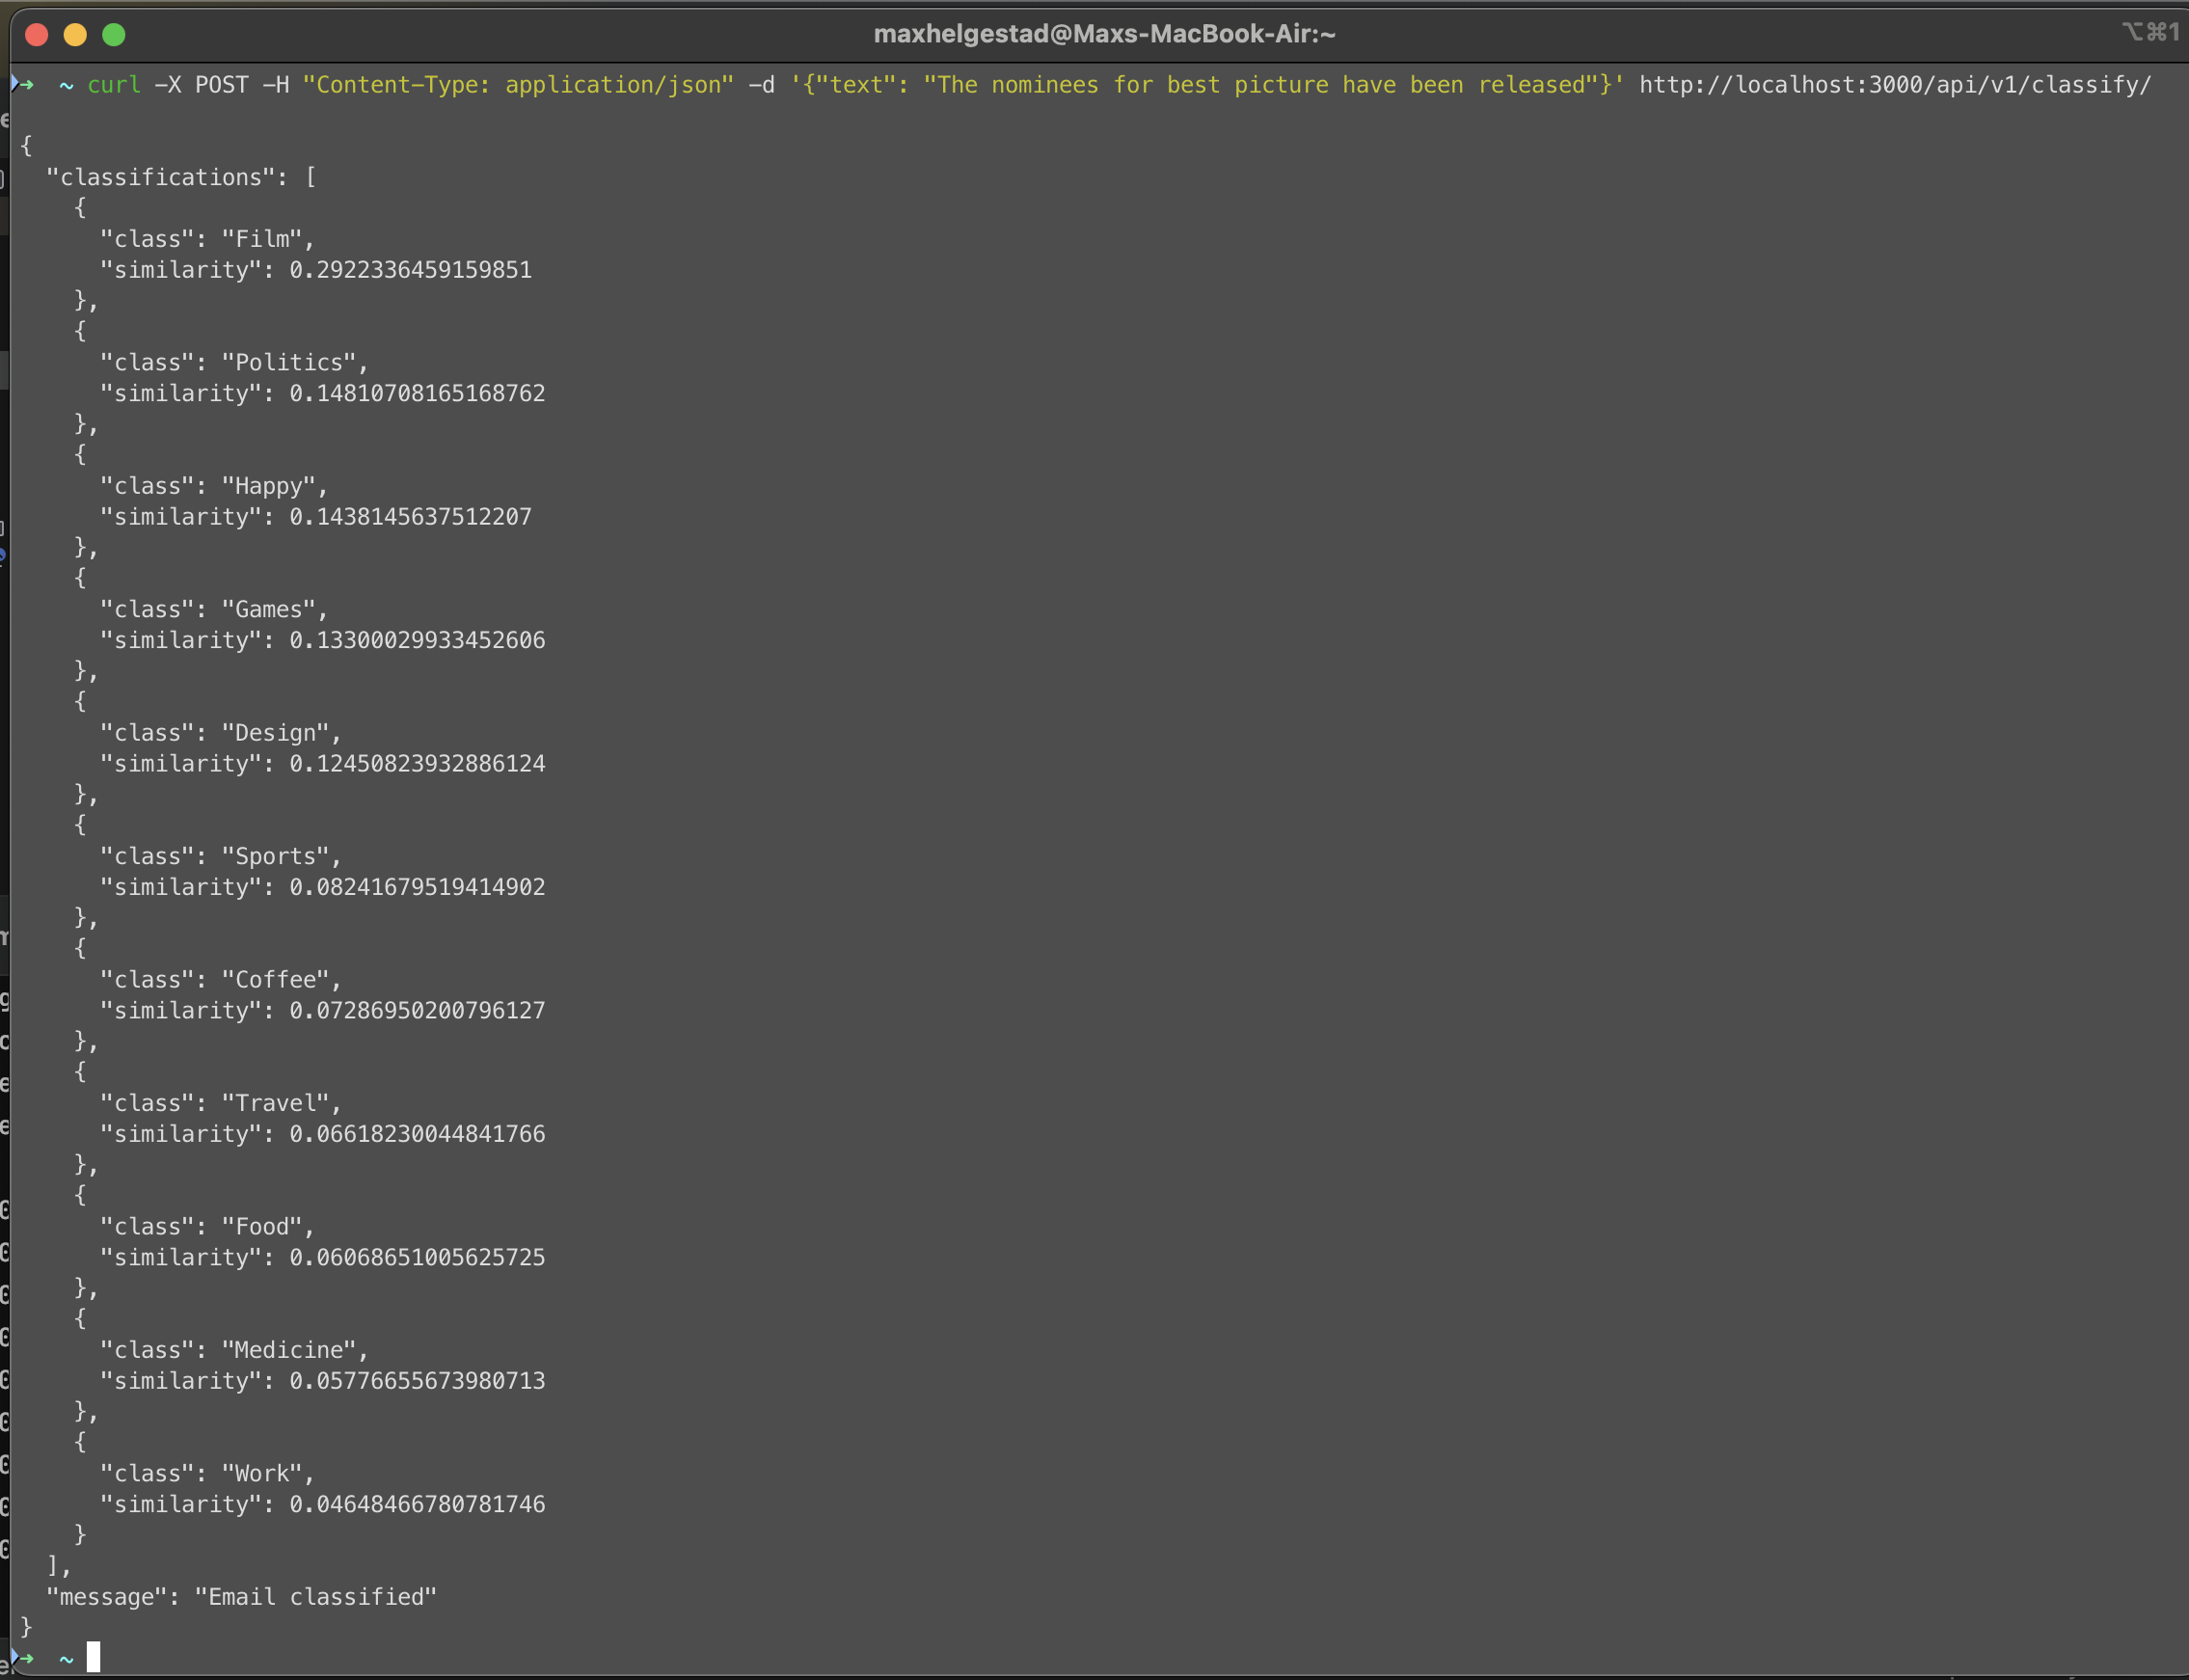 maxhelgestad@Maxs-MacBook-Air:~
⌥⌘1
➜ ~ curl -X POST -H "Content-Type: application/json" -d '{"text": "The nominees for best picture have been released"}' http://localhost:3000/api/v1/classify/
{
"classifications": [
{
"class": "Film",
"similarity": 0.2922336459159851
},
{
"class": "Politics",
"similarity": 0.14810708165168762
},
{
"class": "Happy",
"similarity": 0.1438145637512207
},
{
"class": "Games",
"similarity": 0.13300029933452606
},
{
"class": "Design",
"similarity": 0.12450823932886124
},
{
"class": "Sports",
"similarity": 0.08241679519414902
},
{
"class": "Coffee",
"similarity": 0.07286950200796127
},
{
"class": "Travel",
"similarity": 0.06618230044841766
},
{
"class": "Food",
"similarity": 0.06068651005625725
},
{
"class": "Medicine",
"similarity": 0.05776655673980713
},
{
"class": "Work",
"similarity": 0.04648466780781746
}
],
"message": "Email classified"
}
➜ ~